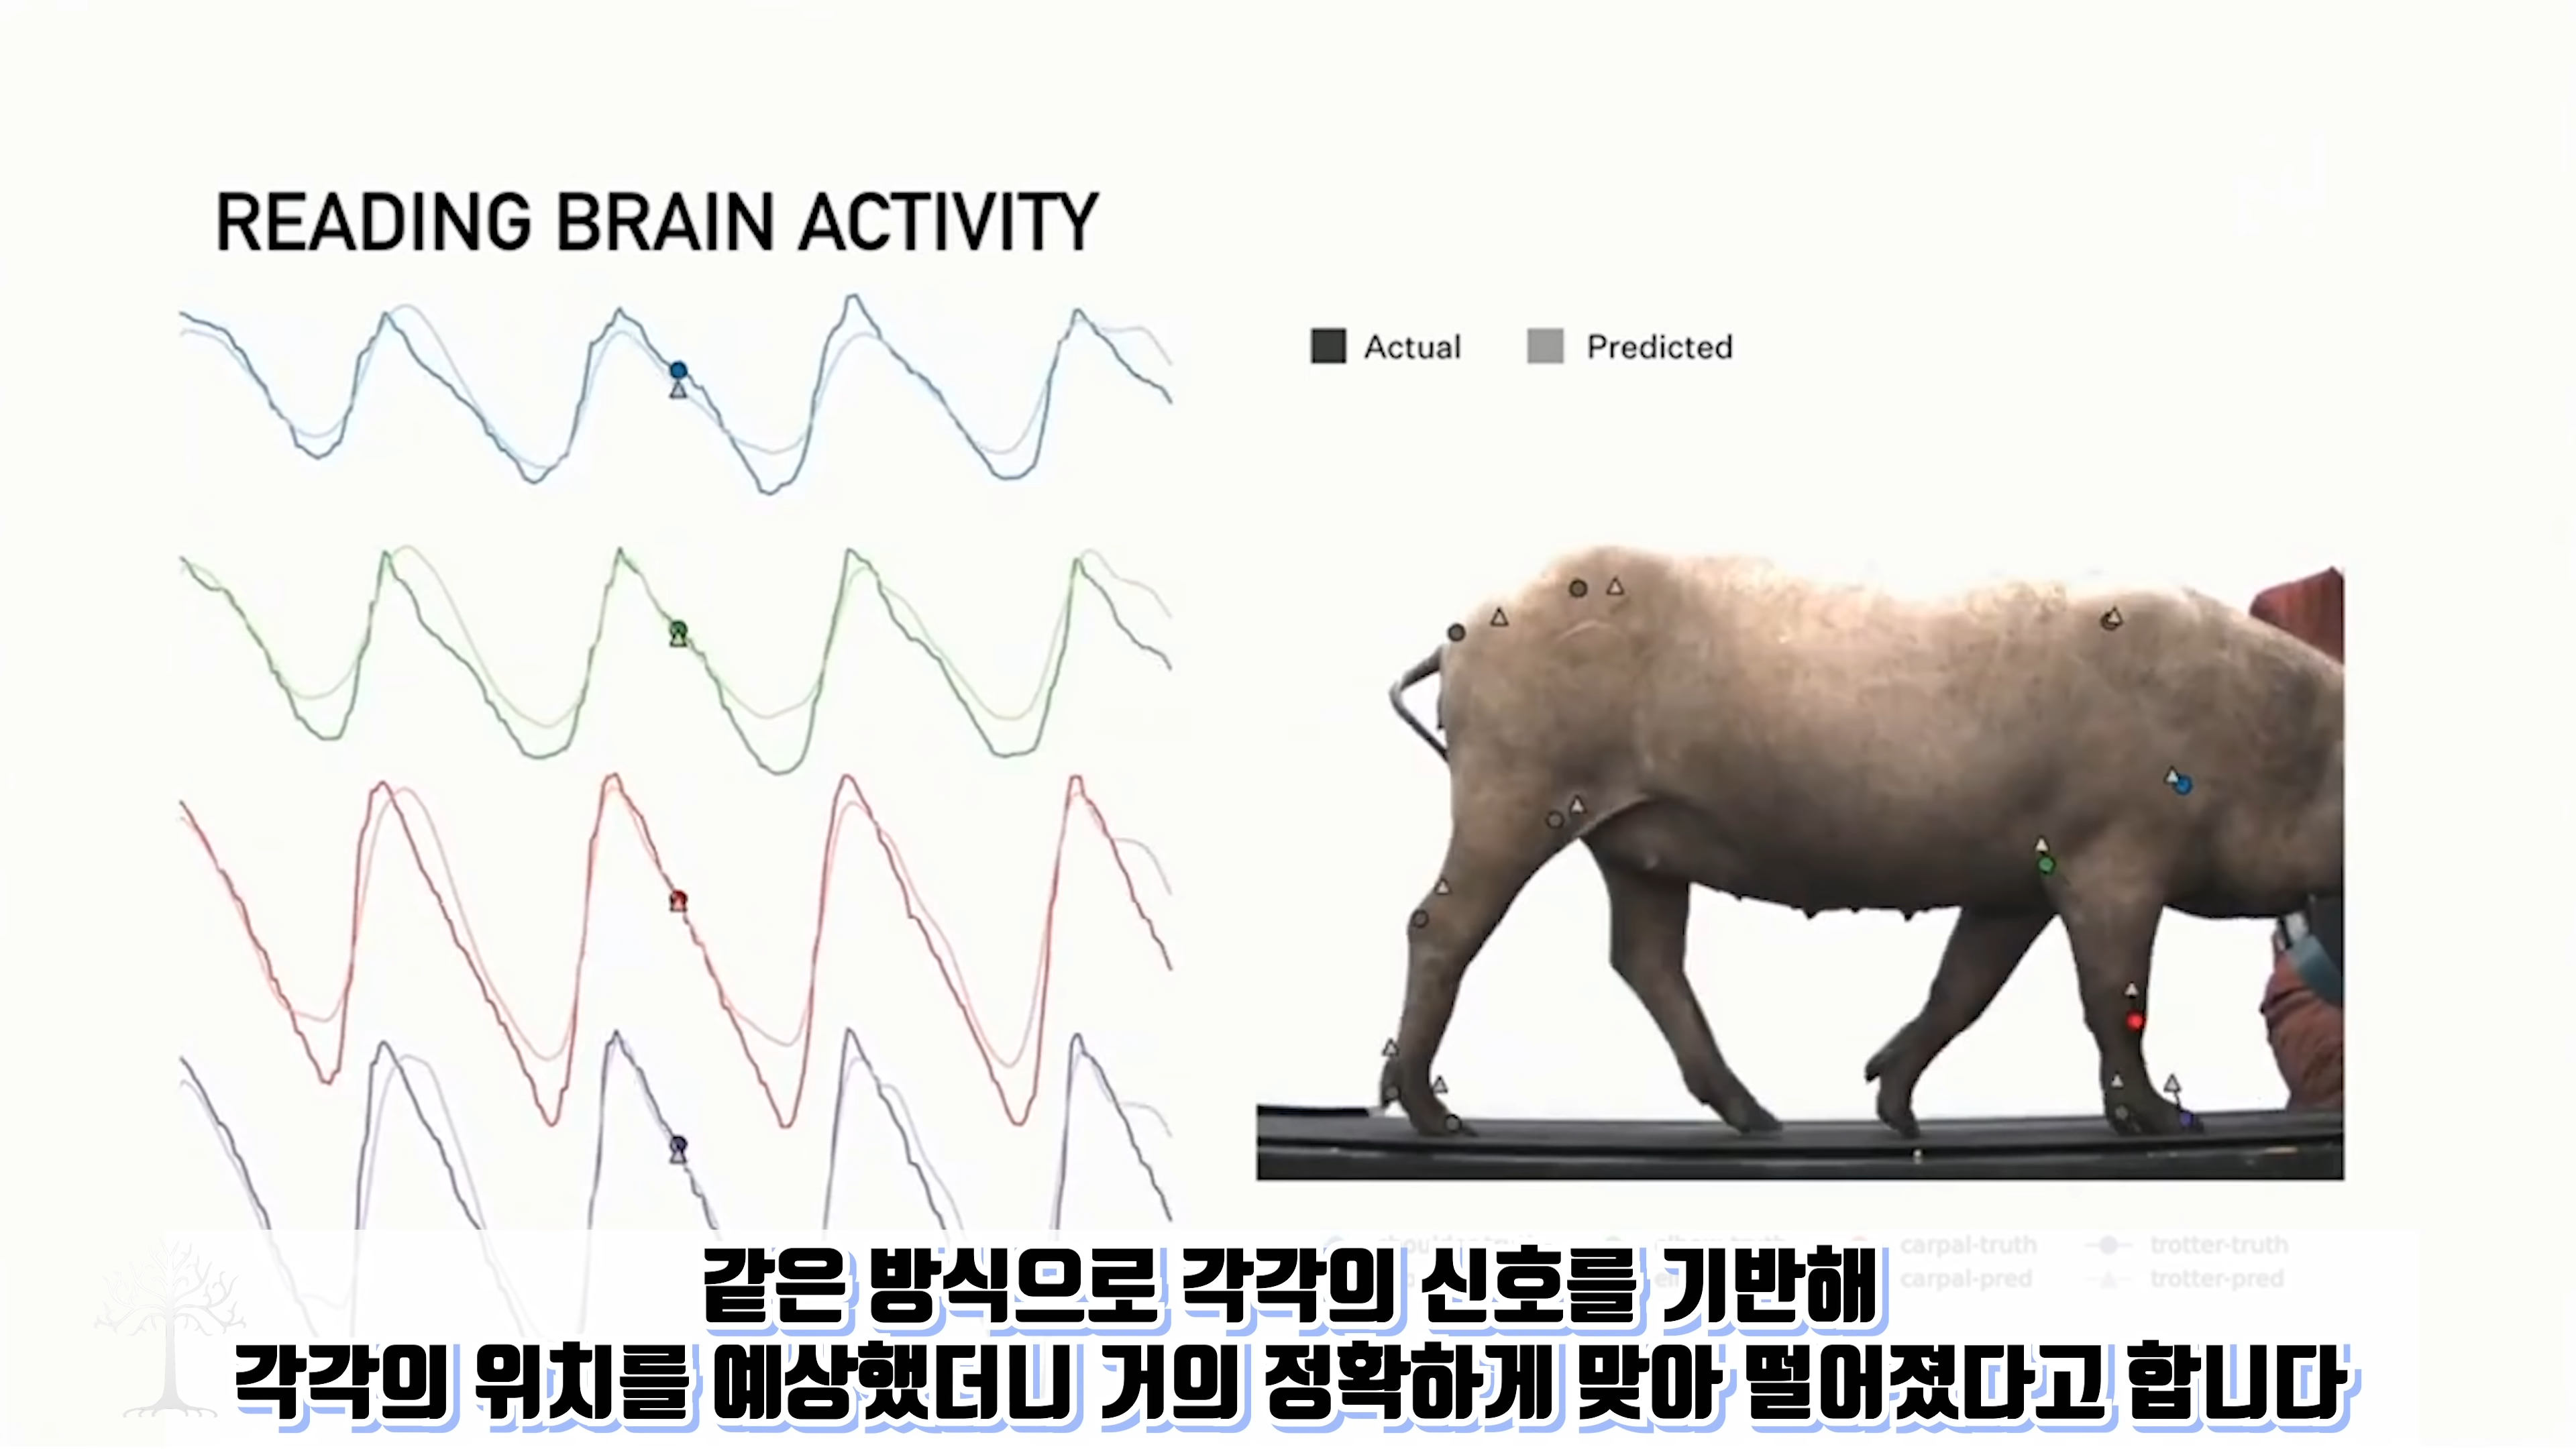 READING BRAIN ACTIVITY
Actual
Predicted
carpal-truth
trotter-truth
carpal-pred
trotter-pred
같은 방식으로 각각의 신호를 기반해
각각의 위치를 예상했더니 거의 정확하게 맞아 떨어졌다고 합니다